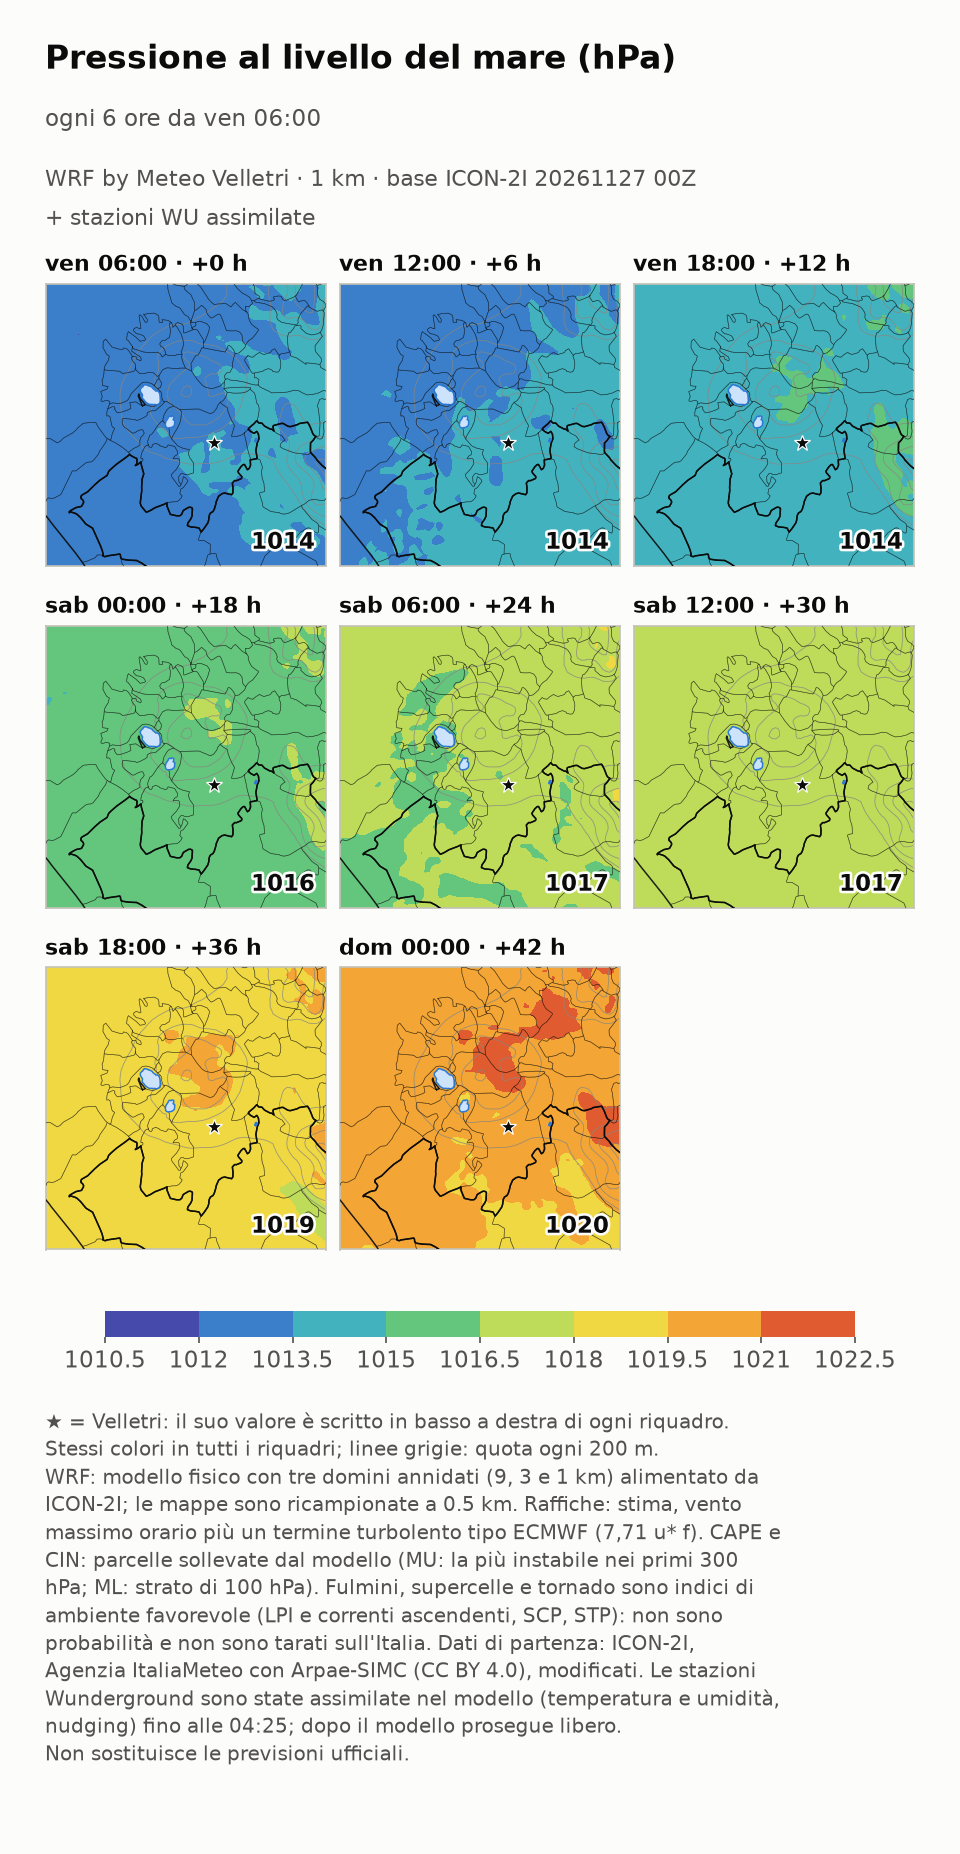 Pressione al livello del mare (hPa)
ogni 6 ore da ven 06:00
WRF by Meteo Velletri · 1 km · base ICON-2I 20261127 00Z
+ stazioni WU assimilate
ven 06:00 · +0 h
ven 12:00 · +6 h
ven 18:00 · +12 h
1014
1014
1014
sab 00:00 · +18 h
sab 06:00 · +24 h
sab 12:00 · +30 h
1016
1017
1017
sab 18:00 · +36 h
dom 00:00 · +42 h
1019
1020
1010.5 1012 1013.5 1015 1016.5 1018 1019.5 1021 1022.5
★ = Velletri: il suo valore è scritto in basso a destra di ogni riquadro.
Stessi colori in tutti i riquadri; linee grigie: quota ogni 200 m.
WRF: modello fisico con tre domini annidati (9, 3 e 1 km) alimentato da
ICON-2I; le mappe sono ricampionate a 0.5 km. Raffiche: stima, vento
massimo orario più un termine turbolento tipo ECMWF (7,71 u* f). CAPE e
CIN: parcelle sollevate dal modello (MU: la più instabile nei primi 300
hPa; ML: strato di 100 hPa). Fulmini, supercelle e tornado sono indici di
ambiente favorevole (LPI e correnti ascendenti, SCP, STP): non sono
probabilità e non sono tarati sull'Italia. Dati di partenza: ICON-2I,
Agenzia ItaliaMeteo con Arpae-SIMC (CC BY 4.0), modificati. Le stazioni
Wunderground sono state assimilate nel modello (temperatura e umidità,
nudging) fino alle 04:25; dopo il modello prosegue libero.
Non sostituisce le previsioni ufficiali.